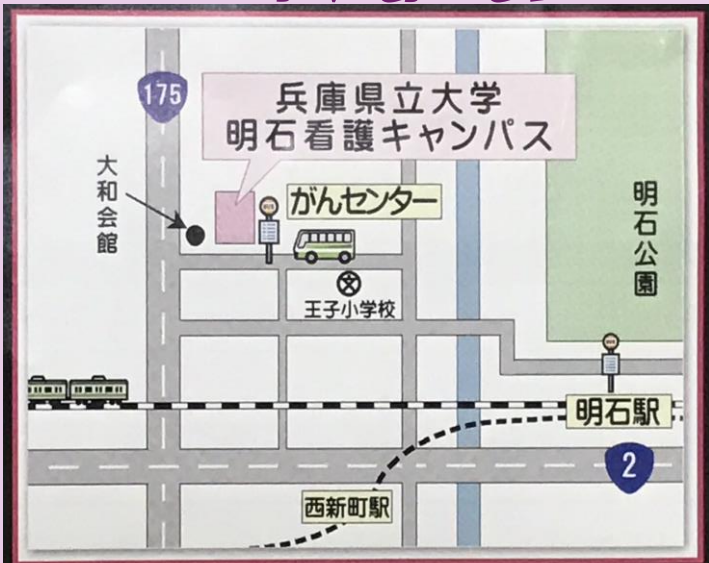 175
兵庫県立大学
明石看護キャンパス
大和会館
がんセンター
明石公園
文
王子小学校
明石駅
2
西新町駅